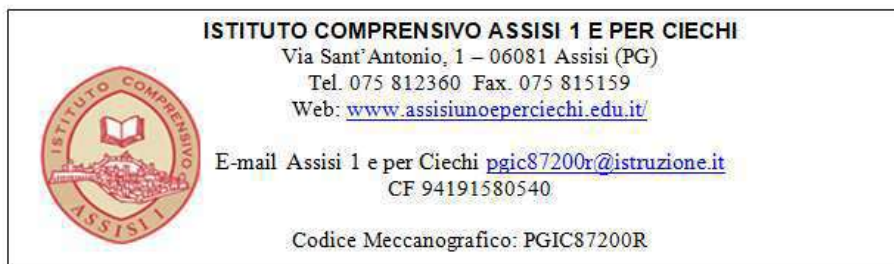 ISTITUTO COMPRENSIVO ASSISI 1 E PER CIECHI
Via Sant'Antonio, 1 – 06081 Assisi (PG)
Tel. 075 812360 Fax. 075 815159
Web: www.assisiunoeperciechi.edu.it/
E-mail Assisi 1 e per Ciechi pgic87200r@istruzione.it
CF 94191580540
Codice Meccanografico: PGIC87200R
ISTITUTO COMPRENSIVO
ASSISI 1